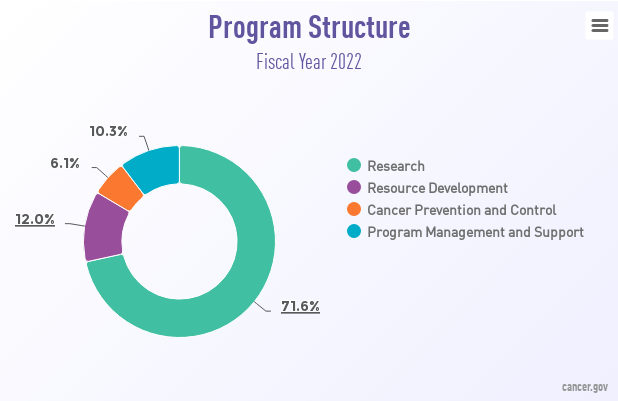 Program Structure
Fiscal Year 2022
10.3%
6.1%
12.0%
71.6%
Research
Resource Development
Cancer Prevention and Control
Program Management and Support
cancer.gov